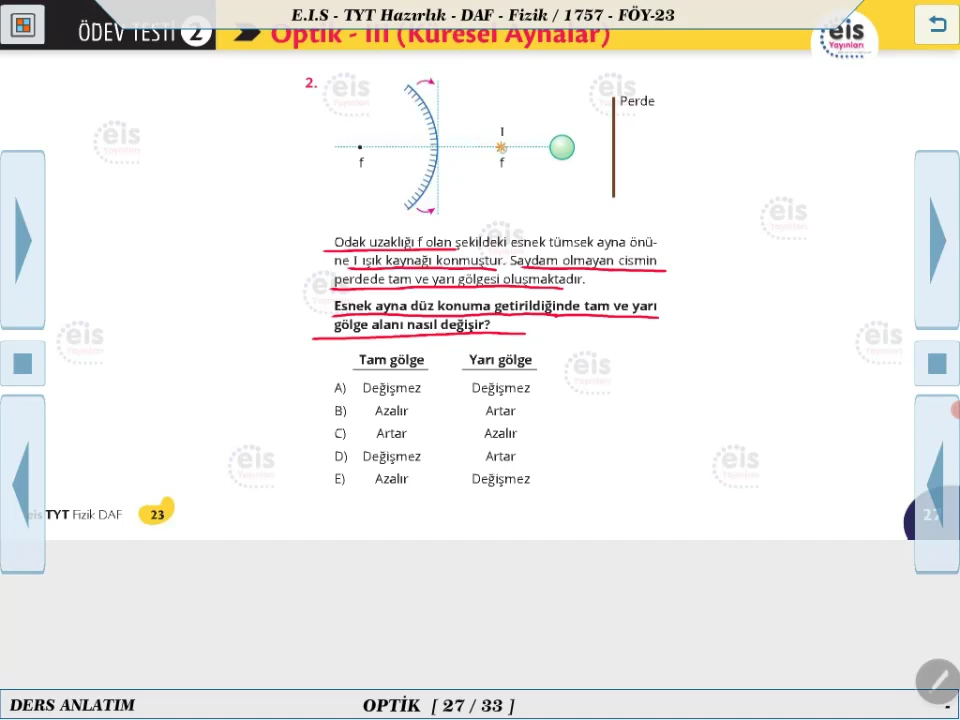 E.I.S - TYT Hazırlık - DAF - Fizik / 1757 - FÖY-23
ÖDEV TESTİ 2
Optik - III (Küresel Aynalar)
eis
Yayınları
2.
Perde
I
f
f
Odak uzaklığı f olan şekildeki esnek tümsek ayna önü-
ne I ışık kaynağı konmuştur. Saydam olmayan cismin
perdede tam ve yarı gölgesi oluşmaktadır.
Esnek ayna düz konuma getirildiğinde tam ve yarı
gölge alanı nasıl değişir?
Tam gölge Yarı gölge
A) Değişmez Değişmez
B) Azalır Artar
C) Artar Azalır
D) Değişmez Artar
E) Azalır Değişmez
eis TYT Fizik DAF 23
27
DERS ANLATIM
OPTİK [ 27 / 33 ]
-